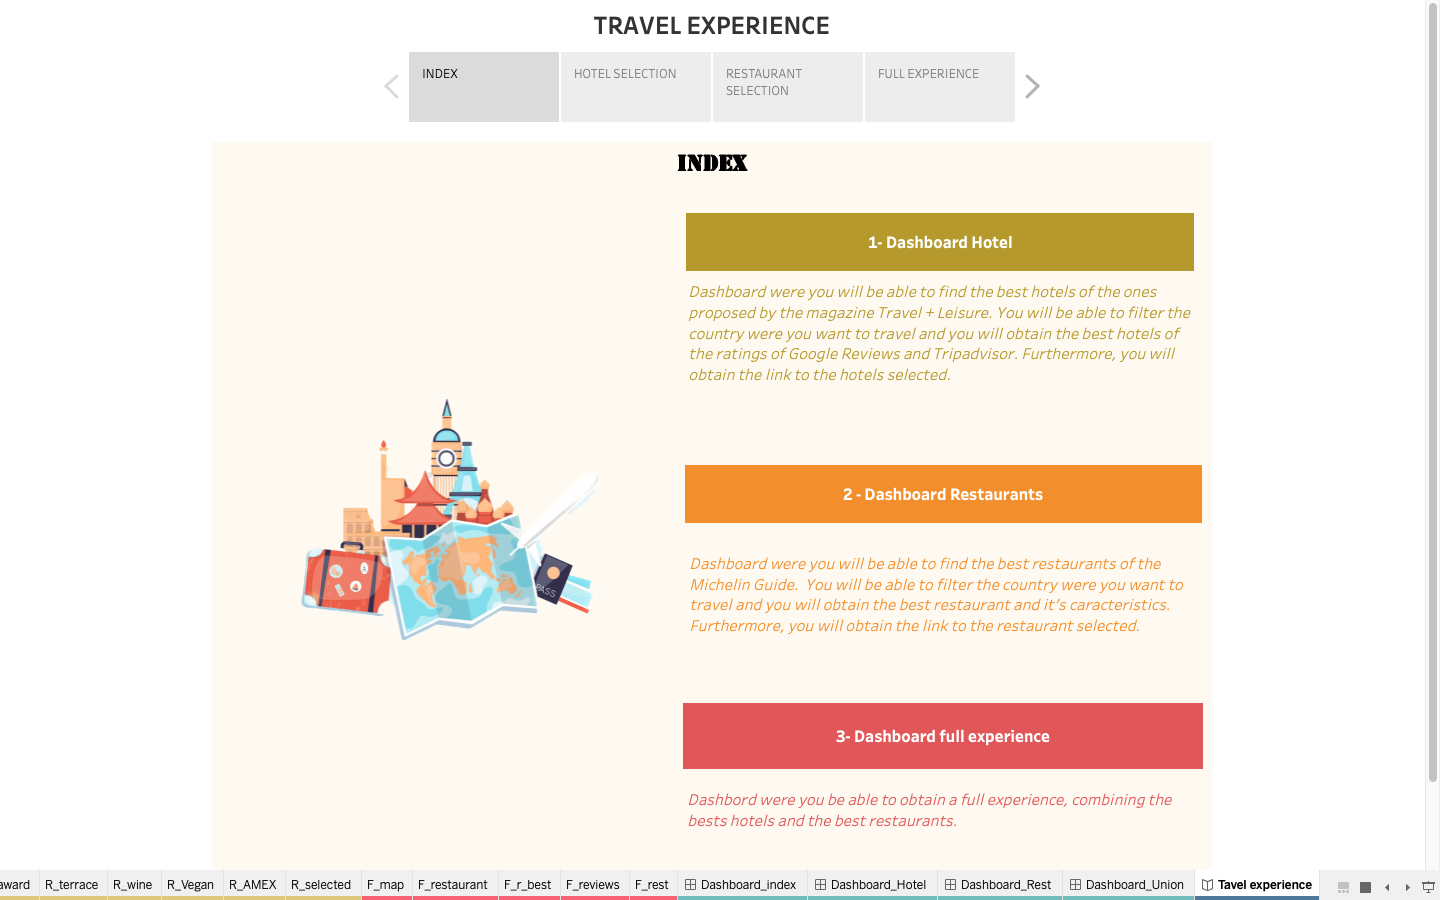 TRAVEL EXPERIENCE
INDEX
HOTEL SELECTION
RESTAURANT
SELECTION
FULL EXPERIENCE
INDEX
1- Dashboard Hotel
Dashboard were you will be able to find the best hotels of the ones
proposed by the magazine Travel + Leisure. You will be able to filter the
country were you want to travel and you will obtain the best hotels of
the ratings of Google Reviews and Tripadvisor. Furthermore, you will
obtain the link to the hotels selected.
2 - Dashboard Restaurants
Dashboard were you will be able to find the best restaurants of the
Michelin Guide.  You will be able to filter the country were you want to
travel and you will obtain the best restaurant and it's caracteristics.
Furthermore, you will obtain the link to the restaurant selected.
PASS
3- Dashboard full experience
Dashbord were you be able to obtain a full experience, combining the
bests hotels and the best restaurants.
award
R_terrace
R_wine
R_Vegan
R_AMEX
R_selected
F_map
F_restaurant
F_r_best
F_reviews
F_rest
Dashboard_index
Dashboard_Hotel
Dashboard_Rest
Dashboard_Union
Tavel experience